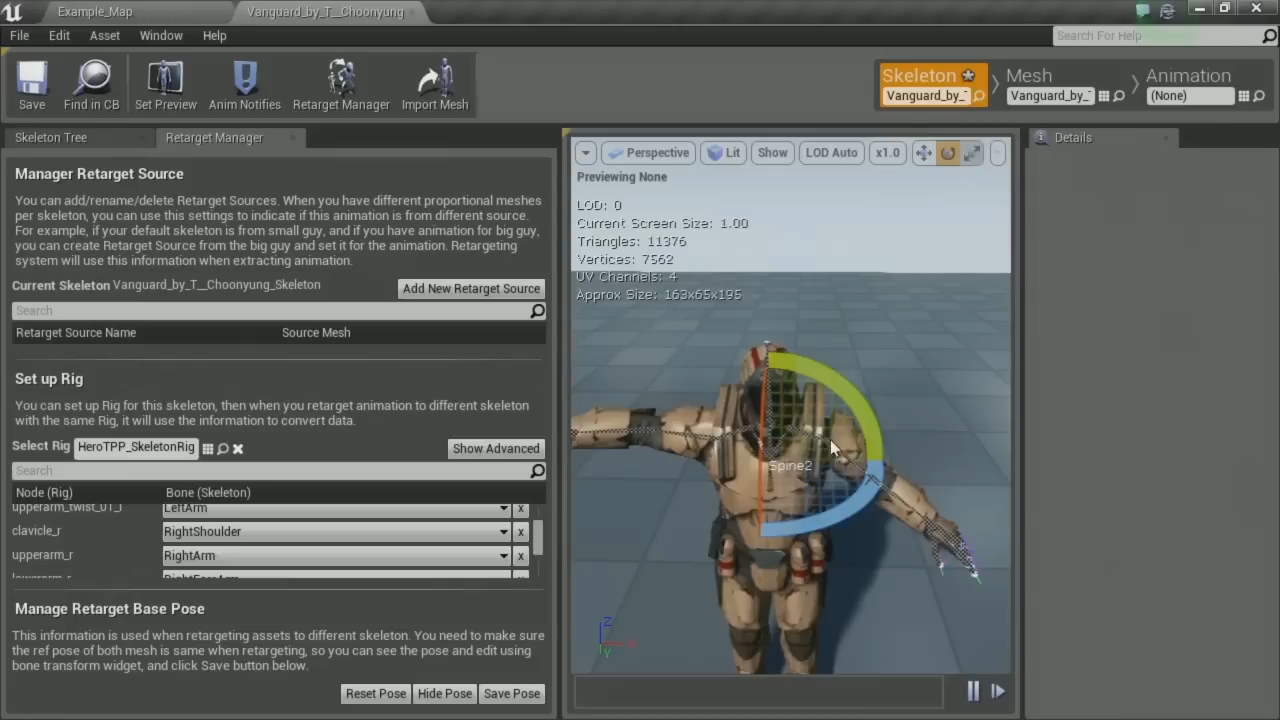 Example_Map
Vanguard_by_T__Choonyung
File Edit Asset Window Help
Search For Help
Save Find in CB Set Preview Anim Notifies Retarget Manager Import Mesh
Skeleton Mesh Animation
Vanguard_by_ Vanguard_by_ (None)
Skeleton Tree Retarget Manager
Details
Manager Retarget Source
You can add/rename/delete Retarget Sources. When you have different proportional meshes
per skeleton, you can use this settings to indicate if this animation is from different source.
For example, if your default skeleton is from small guy, and if you have animation for big guy,
you can create Retarget Source from the big guy and set it for the animation. Retargeting
system will use this information when extracting animation.
Current Skeleton Vanguard_by_T__Choonyung_Skeleton
Add New Retarget Source
Search
Retarget Source Name Source Mesh
Set up Rig
You can set up Rig for this skeleton, then when you retarget animation to different skeleton
with the same Rig, it will use the information to convert data.
Select Rig HeroTPP_SkeletonRig Show Advanced
Search
Node (Rig) Bone (Skeleton)
upperarm_twist_01_l LeftArm x
clavicle_r RightShoulder x
upperarm_r RightArm x
lowerarm_r RightForeArm
Manage Retarget Base Pose
This information is used when retargeting assets to different skeleton. You need to make sure
the ref pose of both mesh is same when retargeting, so you can see the pose and edit using
bone transform widget, and click Save button below.
Reset Pose Hide Pose Save Pose
Perspective Lit Show LOD Auto x1.0
Previewing None
LOD: 0
Current Screen Size: 1.00
Triangles: 11376
Vertices: 7562
UV Channels: 4
Approx Size: 163x65x195
Spine2
Z
X
Y